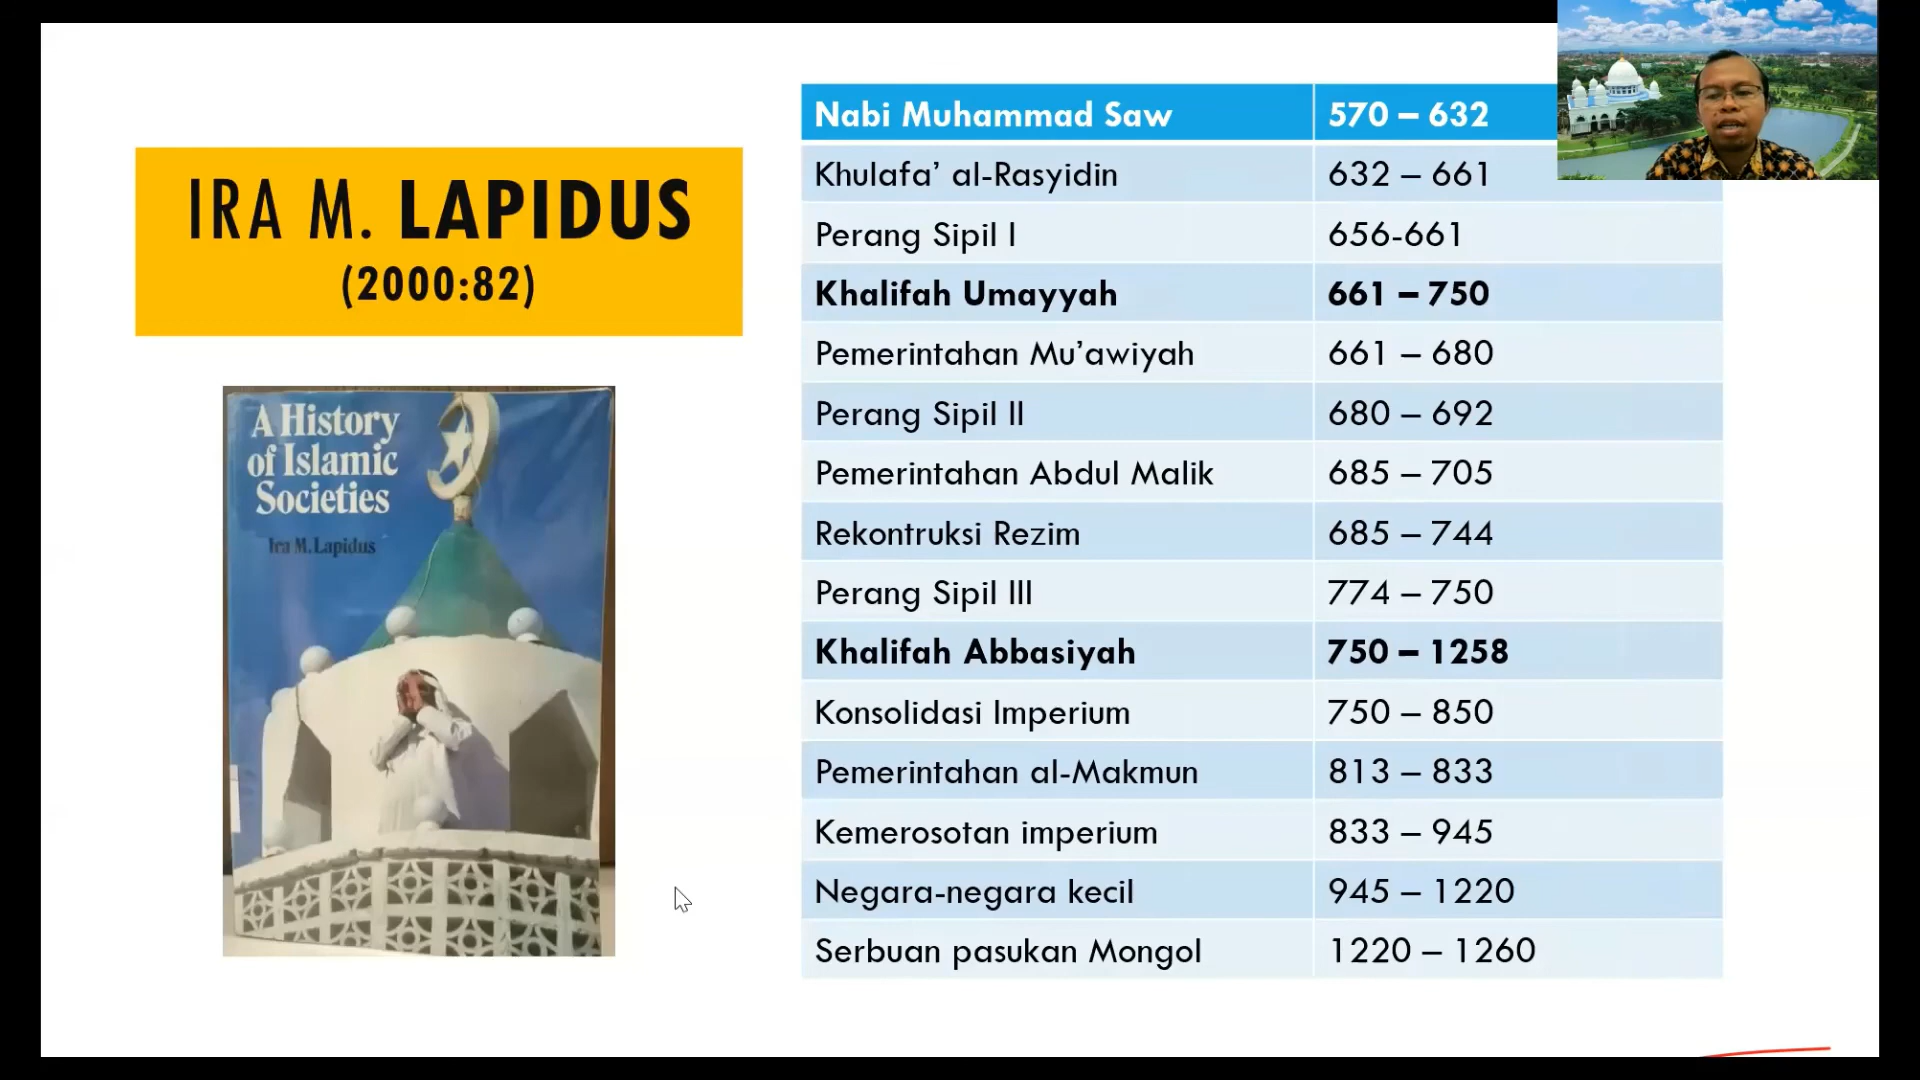 IRA M. LAPIDUS
(2000:82)
A History
of Islamic
Societies
Ira M. Lapidus
Nabi Muhammad Saw 570 – 632
Khulafa’ al-Rasyidin 632 – 661
Perang Sipil I 656-661
Khalifah Umayyah 661 – 750
Pemerintahan Mu’awiyah 661 – 680
Perang Sipil II 680 – 692
Pemerintahan Abdul Malik 685 – 705
Rekontruksi Rezim 685 – 744
Perang Sipil III 774 – 750
Khalifah Abbasiyah 750 – 1258
Konsolidasi Imperium 750 – 850
Pemerintahan al-Makmun 813 – 833
Kemerosotan imperium 833 – 945
Negara-negara kecil 945 – 1220
Serbuan pasukan Mongol 1220 – 1260